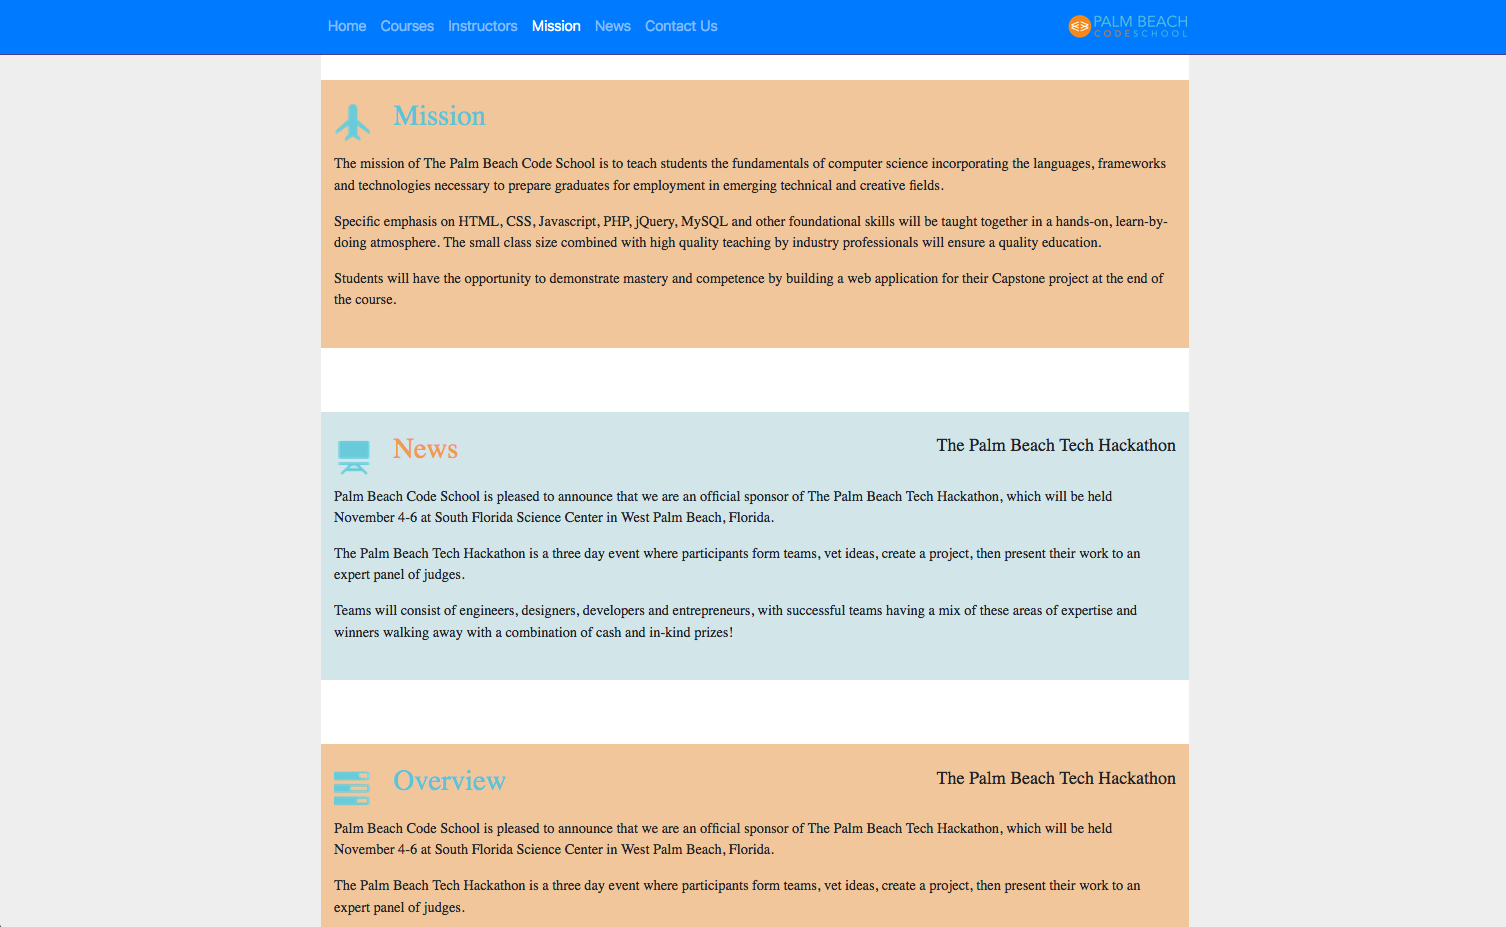 Home Courses Instructors Mission News Contact Us
PALM BEACH
CODESCHOOL
Mission
The mission of The Palm Beach Code School is to teach students the fundamentals of computer science incorporating the languages, frameworks
and technologies necessary to prepare graduates for employment in emerging technical and creative fields.
Specific emphasis on HTML, CSS, Javascript, PHP, jQuery, MySQL and other foundational skills will be taught together in a hands-on, learn-by-
doing atmosphere. The small class size combined with high quality teaching by industry professionals will ensure a quality education.
Students will have the opportunity to demonstrate mastery and competence by building a web application for their Capstone project at the end of
the course.
News
The Palm Beach Tech Hackathon
Palm Beach Code School is pleased to announce that we are an official sponsor of The Palm Beach Tech Hackathon, which will be held
November 4-6 at South Florida Science Center in West Palm Beach, Florida.
The Palm Beach Tech Hackathon is a three day event where participants form teams, vet ideas, create a project, then present their work to an
expert panel of judges.
Teams will consist of engineers, designers, developers and entrepreneurs, with successful teams having a mix of these areas of expertise and
winners walking away with a combination of cash and in-kind prizes!
Overview
The Palm Beach Tech Hackathon
Palm Beach Code School is pleased to announce that we are an official sponsor of The Palm Beach Tech Hackathon, which will be held
November 4-6 at South Florida Science Center in West Palm Beach, Florida.
The Palm Beach Tech Hackathon is a three day event where participants form teams, vet ideas, create a project, then present their work to an
expert panel of judges.